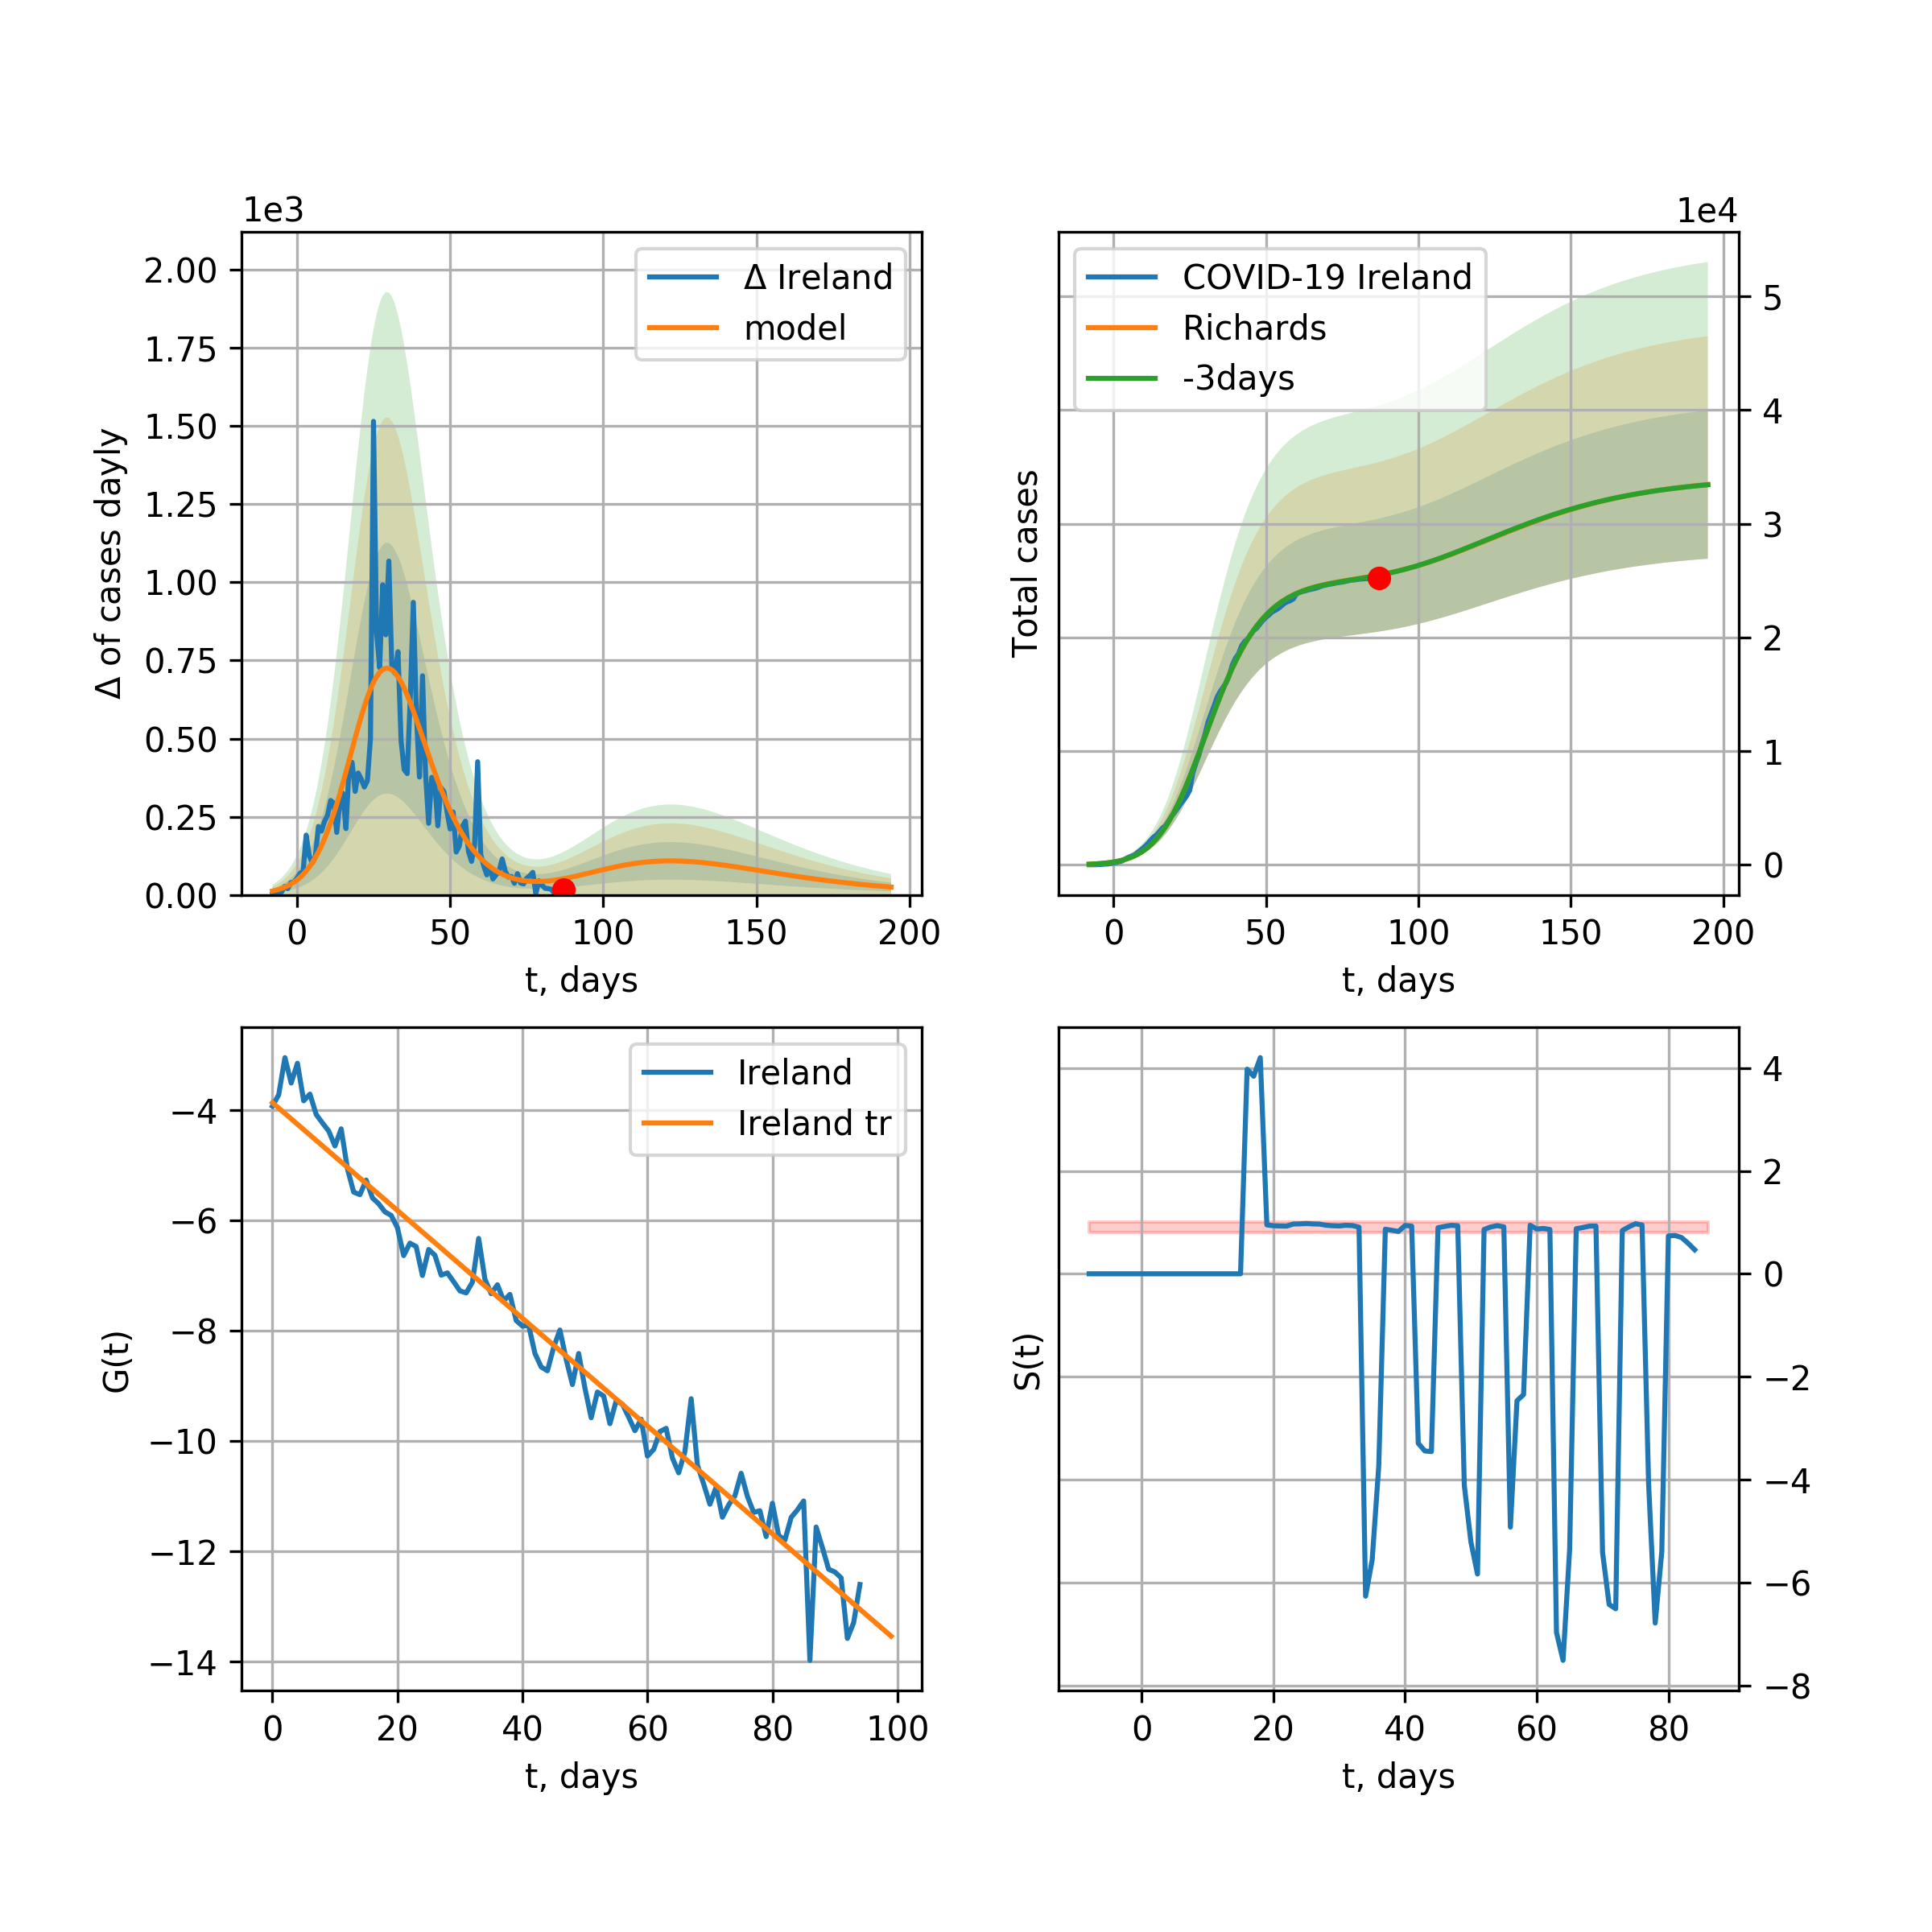 1e3
2.00
1.75
1.50
1.25
1.00
0.75
0.50
0.25
0.00
Δ of cases dayly
Δ Ireland
model
0 50 100 150 200
t, days
1e4
COVID-19 Ireland
Richards
-3days
5
4
3
2
1
0
Total cases
0 50 100 150 200
t, days
Ireland
Ireland tr
−4
−6
−8
−10
−12
−14
G(t)
0 20 40 60 80 100
t, days
4
2
0
−2
−4
−6
−8
S(t)
0 20 40 60 80
t, days